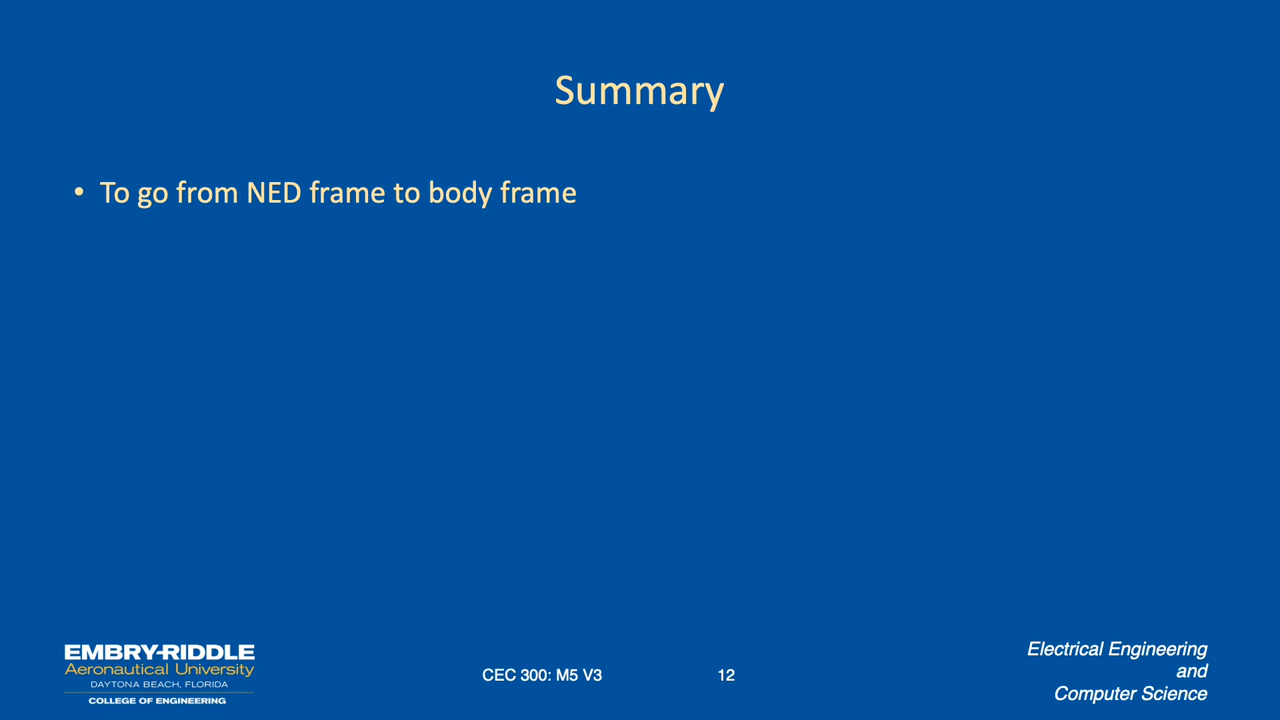 Summary
• To go from NED frame to body frame
EMBRY-RIDDLE
Aeronautical University
DAYTONA BEACH, FLORIDA
COLLEGE OF ENGINEERING
CEC 300: M5 V3
12
Electrical Engineering
and
Computer Science